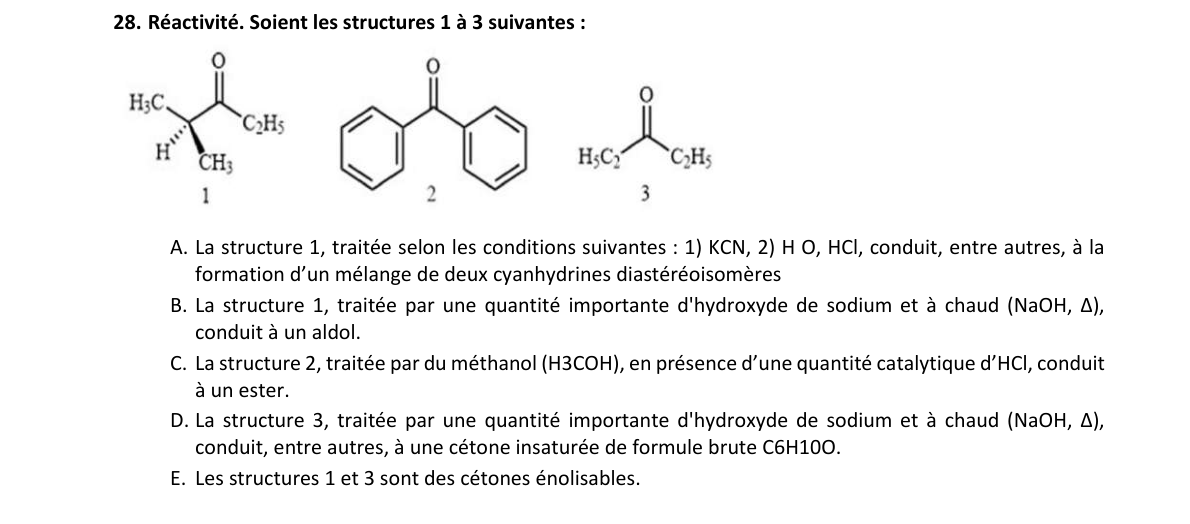 28. Réactivité. Soient les structures 1 à 3 suivantes :
O
O
O
H₃C
C₂H₅
H
CH₃
H₅C₂
C₂H₅
1
2
3
A. La structure 1, traitée selon les conditions suivantes : 1) KCN, 2) H O, HCl, conduit, entre autres, à la
formation d’un mélange de deux cyanhydrines diastéréoisomères
B. La structure 1, traitée par une quantité importante d'hydroxyde de sodium et à chaud (NaOH, Δ),
conduit à un aldol.
C. La structure 2, traitée par du méthanol (H3COH), en présence d’une quantité catalytique d’HCl, conduit
à un ester.
D. La structure 3, traitée par une quantité importante d'hydroxyde de sodium et à chaud (NaOH, Δ),
conduit, entre autres, à une cétone insaturée de formule brute C6H10O.
E. Les structures 1 et 3 sont des cétones énolisables.